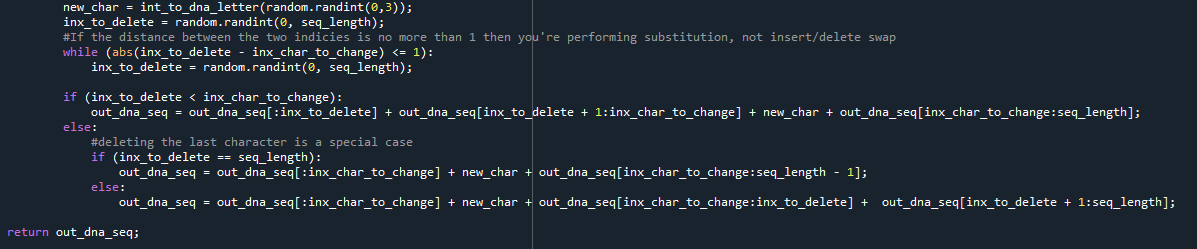 new_char = int_to_dna_letter(random.randint(0,3));
inx_to_delete = random.randint(0, seq_length);
#If the distance between the two indicies is no more than 1 then you're performing substitution, not insert/delete swap
while (abs(inx_to_delete - inx_char_to_change) <= 1):
inx_to_delete = random.randint(0, seq_length);
if (inx_to_delete < inx_char_to_change):
out_dna_seq = out_dna_seq[:inx_to_delete] + out_dna_seq[inx_to_delete + 1:inx_char_to_change] + new_char + out_dna_seq[inx_char_to_change:seq_length];
else:
#deleting the last character is a special case
if (inx_to_delete == seq_length):
out_dna_seq = out_dna_seq[:inx_char_to_change] + new_char + out_dna_seq[inx_char_to_change:seq_length - 1];
else:
out_dna_seq = out_dna_seq[:inx_char_to_change] + new_char + out_dna_seq[inx_char_to_change:inx_to_delete] +  out_dna_seq[inx_to_delete + 1:seq_length];
return out_dna_seq;